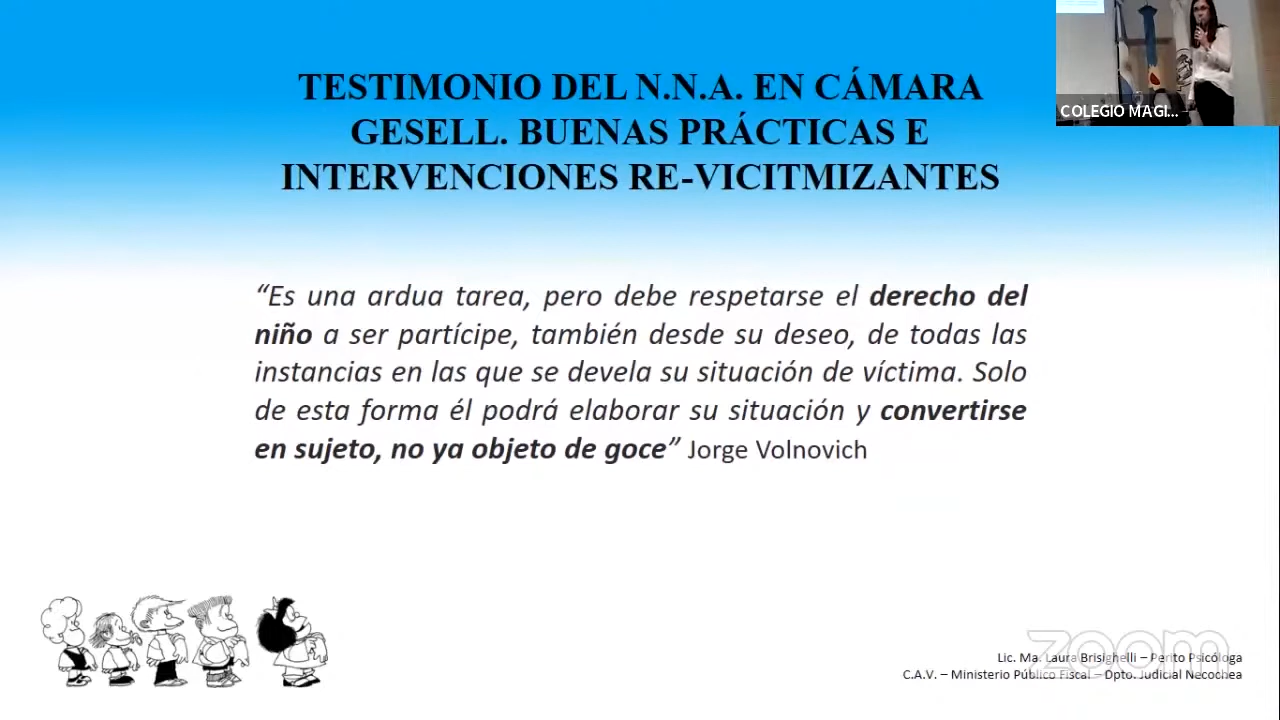 TESTIMONIO DEL N.N.A. EN CÁMARA
GESELL. BUENAS PRÁCTICAS E
INTERVENCIONES RE-VICITMIZANTES
COLEGIO MAGI...
“Es una ardua tarea, pero debe respetarse el derecho del
niño a ser partícipe, también desde su deseo, de todas las
instancias en las que se devela su situación de víctima. Solo
de esta forma él podrá elaborar su situación y convertirse
en sujeto, no ya objeto de goce” Jorge Volnovich
zoom
Lic. Ma. Laura Brisighelli – Perito Psicóloga
C.A.V. – Ministerio Público Fiscal – Dpto. Judicial Necochea